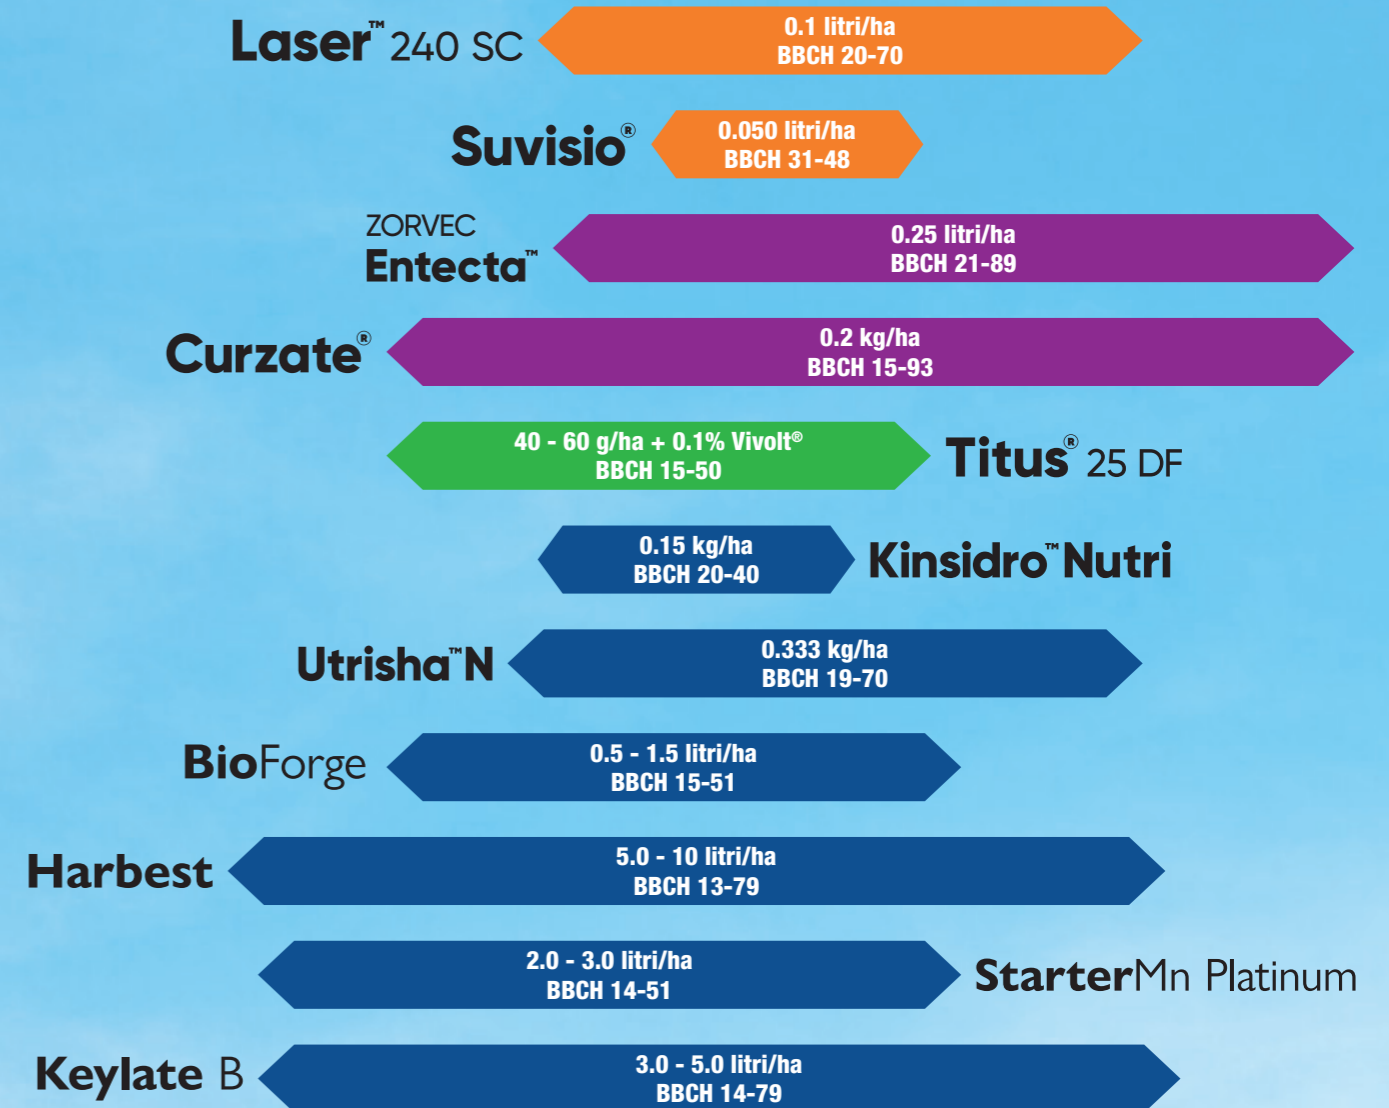 Laser™ 240 SC
0.1 litri/ha
BBCH 20-70
Suvisio®
0.050 litri/ha
BBCH 31-48
ZORVEC
Entecta™
0.25 litri/ha
BBCH 21-89
Curzate®
0.2 kg/ha
BBCH 15-93
40 - 60 g/ha + 0.1% Vivolt®
BBCH 15-50
Titus® 25 DF
0.15 kg/ha
BBCH 20-40
Kinsidro™ Nutri
Utrisha™ N
0.333 kg/ha
BBCH 19-70
BioForge
0.5 - 1.5 litri/ha
BBCH 15-51
Harbest
5.0 - 10 litri/ha
BBCH 13-79
2.0 - 3.0 litri/ha
BBCH 14-51
StarterMn Platinum
Keylate B
3.0 - 5.0 litri/ha
BBCH 14-79